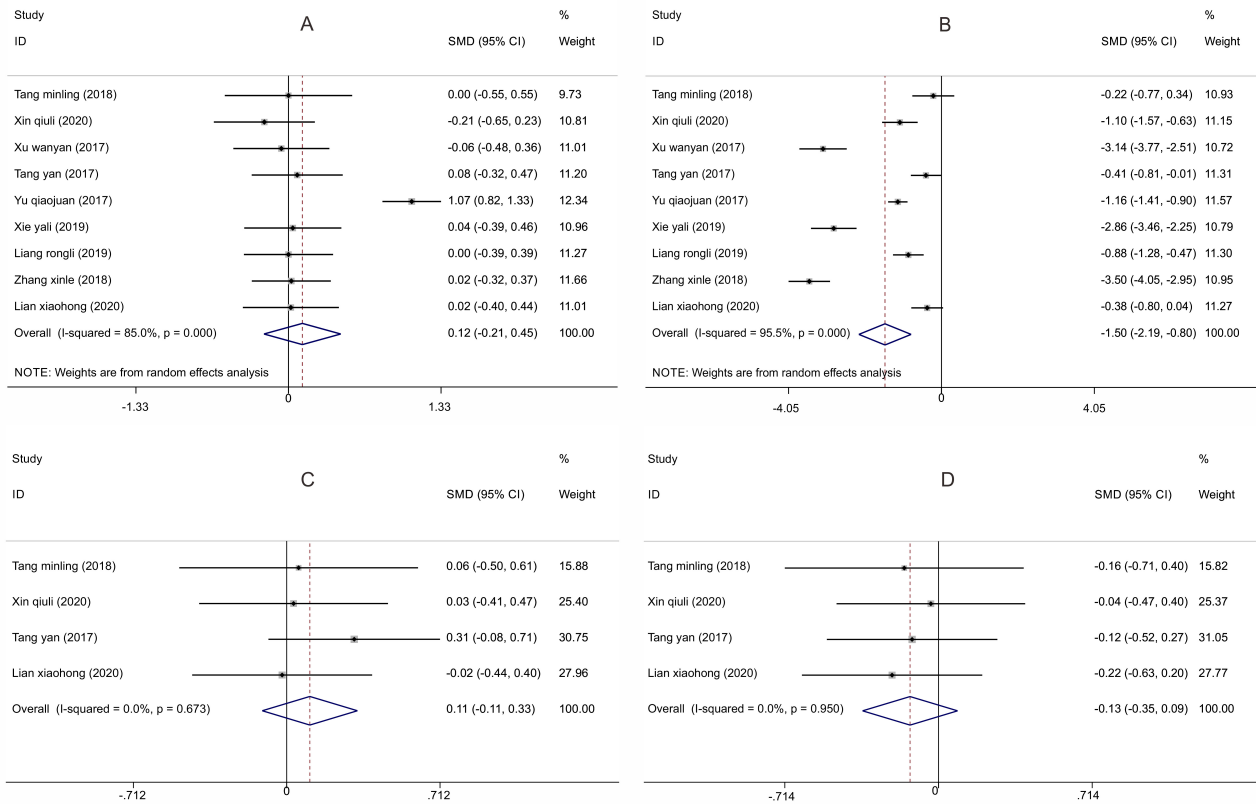 Study %
A
ID SMD (95% CI) Weight
Tang minling (2018) 0.00 (-0.55, 0.55) 9.73
Xin qiuli (2020) -0.21 (-0.65, 0.23) 10.81
Xu wanyan (2017) -0.06 (-0.48, 0.36) 11.01
Tang yan (2017) 0.08 (-0.32, 0.47) 11.20
Yu qiaojuan (2017) 1.07 (0.82, 1.33) 12.34
Xie yali (2019) 0.04 (-0.39, 0.46) 10.96
Liang rongli (2019) 0.00 (-0.39, 0.39) 11.27
Zhang xinle (2018) 0.02 (-0.32, 0.37) 11.66
Lian xiaohong (2020) 0.02 (-0.40, 0.44) 11.01
Overall (I-squared = 85.0%, p = 0.000) 0.12 (-0.21, 0.45) 100.00
NOTE: Weights are from random effects analysis
-1.33 0 1.33
Study %
B
ID SMD (95% CI) Weight
Tang minling (2018) -0.22 (-0.77, 0.34) 10.93
Xin qiuli (2020) -1.10 (-1.57, -0.63) 11.15
Xu wanyan (2017) -3.14 (-3.77, -2.51) 10.72
Tang yan (2017) -0.41 (-0.81, -0.01) 11.31
Yu qiaojuan (2017) -1.16 (-1.41, -0.90) 11.57
Xie yali (2019) -2.86 (-3.46, -2.25) 10.79
Liang rongli (2019) -0.88 (-1.28, -0.47) 11.30
Zhang xinle (2018) -3.50 (-4.05, -2.95) 10.95
Lian xiaohong (2020) -0.38 (-0.80, 0.04) 11.27
Overall (I-squared = 95.5%, p = 0.000) -1.50 (-2.19, -0.80) 100.00
NOTE: Weights are from random effects analysis
-4.05 0 4.05
Study %
C
ID SMD (95% CI) Weight
Tang minling (2018) 0.06 (-0.50, 0.61) 15.88
Xin qiuli (2020) 0.03 (-0.41, 0.47) 25.40
Tang yan (2017) 0.31 (-0.08, 0.71) 30.75
Lian xiaohong (2020) -0.02 (-0.44, 0.40) 27.96
Overall (I-squared = 0.0%, p = 0.673) 0.11 (-0.11, 0.33) 100.00
-.712 0 .712
Study %
D
ID SMD (95% CI) Weight
Tang minling (2018) -0.16 (-0.71, 0.40) 15.82
Xin qiuli (2020) -0.04 (-0.47, 0.40) 25.37
Tang yan (2017) -0.12 (-0.52, 0.27) 31.05
Lian xiaohong (2020) -0.22 (-0.63, 0.20) 27.77
Overall (I-squared = 0.0%, p = 0.950) -0.13 (-0.35, 0.09) 100.00
-.714 0 .714